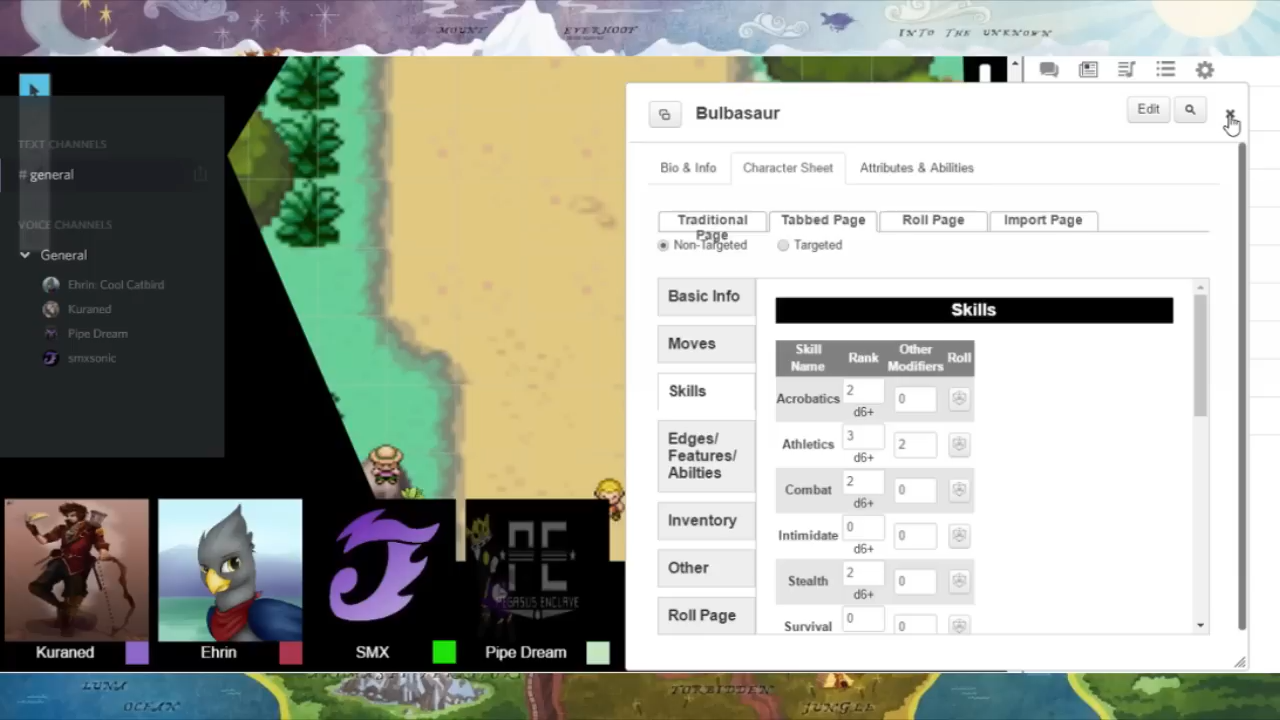 MOUNT EVERHOOF
INTO THE UNKNOWN
TEXT CHANNELS
# general
VOICE CHANNELS
General
Ehrin: Cool Catbird
Kuraned
Pipe Dream
smxsonic
Bulbasaur
Edit
Bio & Info
Character Sheet
Attributes & Abilities
Traditional Page
Tabbed Page
Roll Page
Import Page
Non-Targeted
Targeted
Basic Info
Moves
Skills
Edges/
Features/
Abilties
Inventory
Other
Roll Page
Skills
Skill Name Rank Other Modifiers Roll
Acrobatics 2 d6+ 0
Athletics 3 d6+ 2
Combat 2 d6+ 0
Intimidate 0 d6+ 0
Stealth 2 d6+ 0
Survival 0 0
PE
PEGASUS ENCLAVE
Kuraned
Ehrin
SMX
Pipe Dream
LUNA
OCEAN
FORBIDDEN
JUNGLE